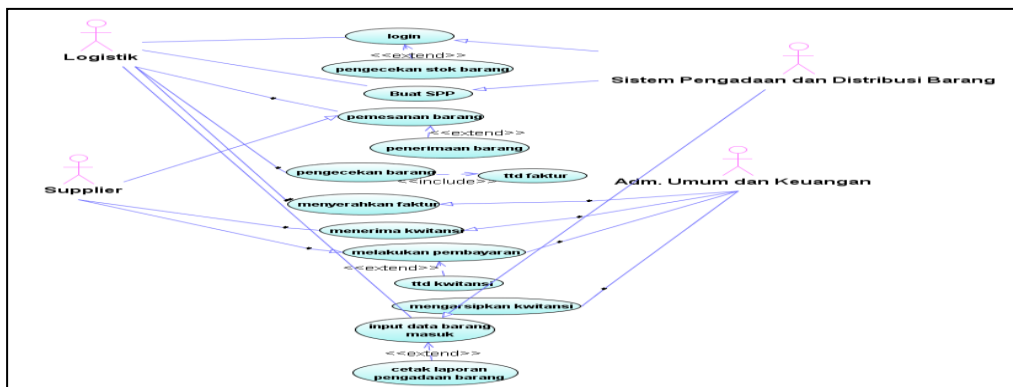 login
<<extend>>
Logistik
pengecekan stok barang
Sistem Pengadaan dan Distribusi Barang
Buat SPP
pemesanan barang
<<extend>>
penerimaan barang
pengecekan barang
ttd faktur
<<include>>
Supplier
Adm. Umum dan Keuangan
menyerahkan faktur
menerima kwitansi
melakukan pembayaran
<<extend>>
ttd kwitansi
mengarsipkan kwitansi
input data barang
masuk
<<extend>>
cetak laporan
pengadaan barang